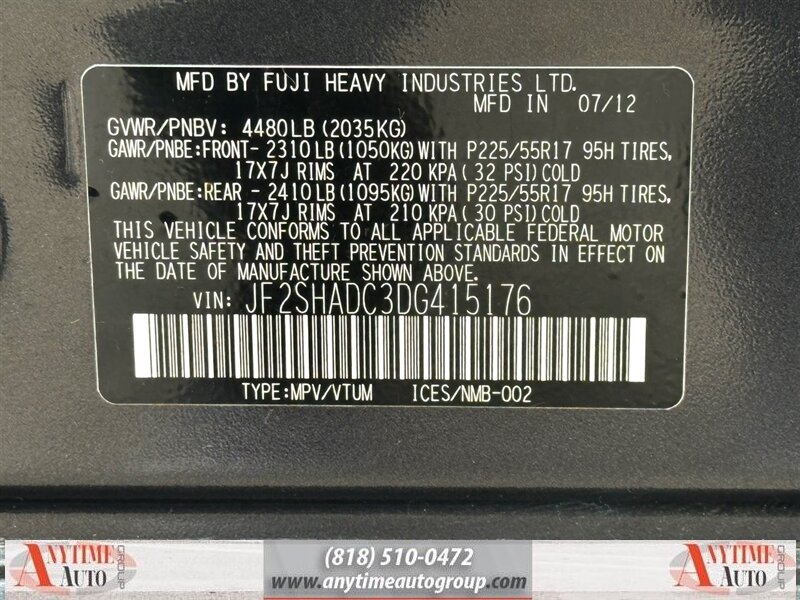 MFD BY FUJI HEAVY INDUSTRIES LTD.
MFD IN 07/12
GVWR/PNBV: 4480LB(2035KG)
GAWR/PNBE:FRONT- 2310LB(1050KG)WITH P225/55R17 95H TIRES,
17X7J RIMS AT 220 KPA(32 PSI)COLD
GAWR/PNBE:REAR - 2410LB(1095KG)WITH P225/55R17 95H TIRES,
17X7J RIMS AT 210 KPA(30 PSI)COLD
THIS VEHICLE CONFORMS TO ALL APPLICABLE FEDERAL MOTOR
VEHICLE SAFETY AND THEFT PREVENTION STANDARDS IN EFFECT ON
THE DATE OF MANUFACTURE SHOWN ABOVE.
VIN: JF2SHADC3DG415176
TYPE:MPV/VTUM ICES/NMB-002
ANYTIME AUTO GROUP
(818) 510-0472
www.anytimeautogroup.com
ANYTIME AUTO GROUP